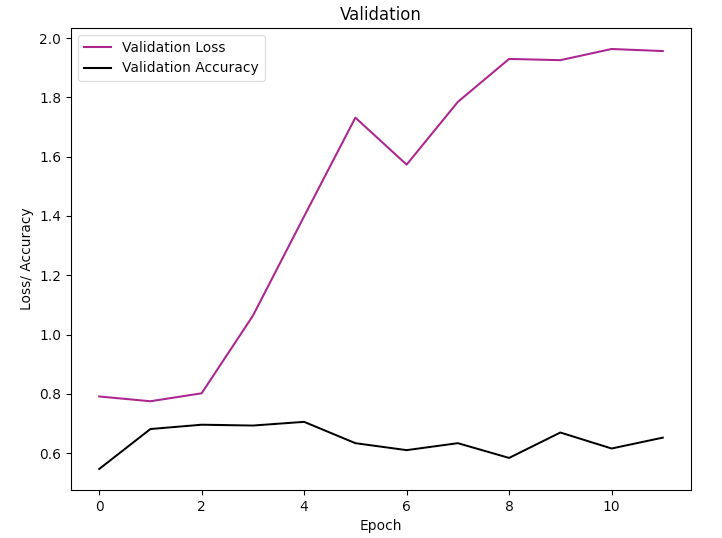 Validation
2.0
1.8
1.6
1.4
1.2
1.0
0.8
0.6
Loss/ Accuracy
Validation Loss
Validation Accuracy
0 2 4 6 8 10
Epoch